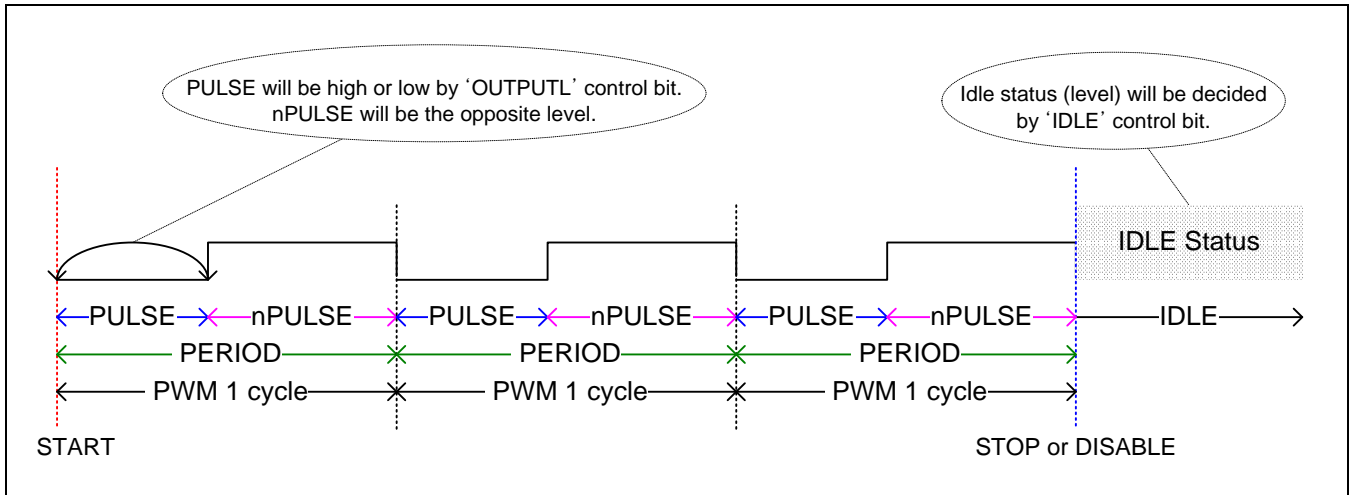 PULSE will be high or low by ‘OUTPUTL’ control bit.
nPULSE will be the opposite level.
Idle status (level) will be decided
by ‘IDLE’ control bit.
IDLE Status
PULSE nPULSE PULSE nPULSE PULSE nPULSE IDLE
PERIOD PERIOD PERIOD
PWM 1 cycle PWM 1 cycle PWM 1 cycle
START STOP or DISABLE